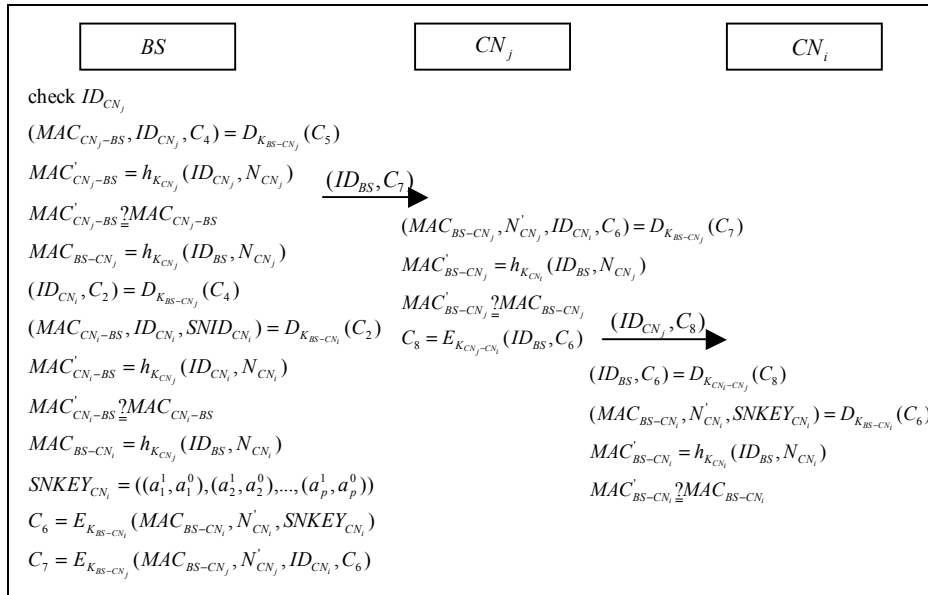 BS
CN_j
CN_i
check ID_{CN_j}
(MAC_{CN_j-BS}, ID_{CN_j}, C_4) = D_{K_{BS-CN_j}}(C_5)
MAC'_{CN_j-BS} = h_{K_{CN_j}}(ID_{CN_j}, N_{CN_j})
MAC'_{CN_j-BS} ?= MAC_{CN_j-BS}
MAC_{BS-CN_j} = h_{K_{CN_j}}(ID_{BS}, N_{CN_j})
(ID_{CN_i}, C_2) = D_{K_{BS-CN_j}}(C_4)
(MAC_{CN_i-BS}, ID_{CN_i}, SNID_{CN_i}) = D_{K_{BS-CN_i}}(C_2)
MAC'_{CN_i-BS} = h_{K_{CN_j}}(ID_{CN_i}, N_{CN_i})
MAC'_{CN_i-BS} ?= MAC_{CN_i-BS}
MAC_{BS-CN_i} = h_{K_{CN_j}}(ID_{BS}, N_{CN_i})
SNKEY_{CN_i} = ((a_1^1, a_1^0), (a_2^1, a_2^0), ..., (a_p^1, a_p^0))
C_6 = E_{K_{BS-CN_i}}(MAC_{BS-CN_i}, N'_{CN_i}, SNKEY_{CN_i})
C_7 = E_{K_{BS-CN_j}}(MAC_{BS-CN_j}, N'_{CN_j}, ID_{CN_i}, C_6)
(ID_{BS}, C_7)
(MAC_{BS-CN_j}, N'_{CN_j}, ID_{CN_i}, C_6) = D_{K_{BS-CN_j}}(C_7)
MAC'_{BS-CN_j} = h_{K_{CN_i}}(ID_{BS}, N_{CN_j})
MAC'_{BS-CN_j} ?= MAC_{BS-CN_j}
C_8 = E_{K_{CN_j-CN_i}}(ID_{BS}, C_6)
(ID_{CN_j}, C_8)
(ID_{BS}, C_6) = D_{K_{CN_i-CN_j}}(C_8)
(MAC_{BS-CN_i}, N'_{CN_i}, SNKEY_{CN_i}) = D_{K_{BS-CN_i}}(C_6)
MAC'_{BS-CN_i} = h_{K_{CN_i}}(ID_{BS}, N_{CN_i})
MAC'_{BS-CN_i} ?= MAC_{BS-CN_i}